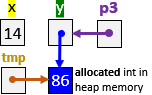 x y p3
14
tmp
86 allocated int in
heap memory